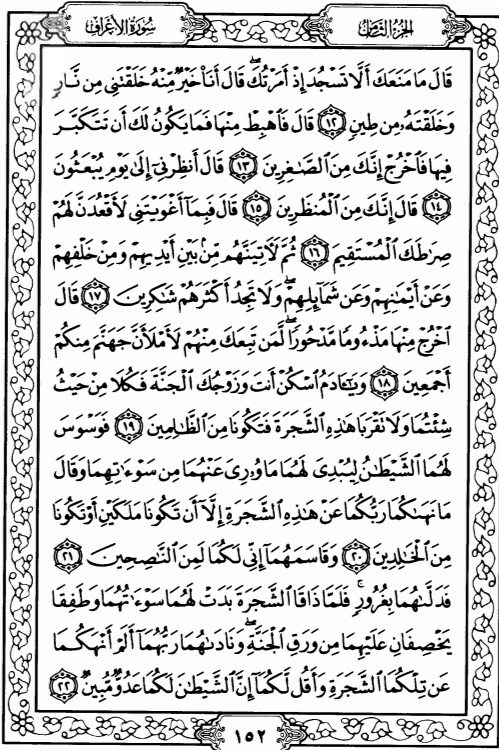 الجزء الثامن
سورة الأعراف
قَالَ مَا مَنَعَكَ أَلَّا تَسْجُدَ إِذْ أَمَرْتُكَ ۖ قَالَ أَنَا۠ خَيْرٌ مِّنْهُ خَلَقْتَنِي مِن نَّارٍ
وَخَلَقْتَهُۥ مِن طِينٍ ١٢ قَالَ فَٱهْبِطْ مِنْهَا فَمَا يَكُونُ لَكَ أَن تَتَكَبَّرَ
فِيهَا فَٱخْرُجْ إِنَّكَ مِنَ ٱلصَّٰغِرِينَ ١٣ قَالَ أَنظِرْنِيٓ إِلَىٰ يَوْمِ يُبْعَثُونَ
١٤ قَالَ إِنَّكَ مِنَ ٱلْمُنظَرِينَ ١٥ قَالَ فَبِمَآ أَغْوَيْتَنِي لَأَقْعُدَنَّ لَهُمْ
صِرَٰطَكَ ٱلْمُسْتَقِيمَ ١٦ ثُمَّ لَءَاتِيَنَّهُم مِّنۢ بَيْنِ أَيْدِيهِمْ وَمِنْ خَلْفِهِمْ
وَعَنْ أَيْمَٰنِهِمْ وَعَن شَمَآئِلِهِمْ ۖ وَلَا تَجِدُ أَكْثَرَهُمْ شَٰكِرِينَ ١٧ قَالَ
ٱخْرُجْ مِنْهَا مَذْءُومًا مَّدْحُورًا ۖ لَّمَن تَبِعَكَ مِنْهُمْ لَأَمْلَأَنَّ جَهَنَّمَ مِنكُمْ
أَجْمَعِينَ ١٨ وَيَٰٓـَٔادَمُ ٱسْكُنْ أَنتَ وَزَوْجُكَ ٱلْجَنَّةَ فَكُلَا مِنْ حَيْثُ
شِئْتُمَا وَلَا تَقْرَبَا هَٰذِهِ ٱلشَّجَرَةَ فَتَكُونَا مِنَ ٱلظَّٰلِمِينَ ١٩ فَوَسْوَسَ
لَهُمَا ٱلشَّيْطَٰنُ لِيُبْدِيَ لَهُمَا مَا وُۥرِيَ عَنْهُمَا مِن سَوْءَٰتِهِمَا وَقَالَ
مَا نَهَىٰكُمَا رَبُّكُمَا عَنْ هَٰذِهِ ٱلشَّجَرَةِ إِلَّآ أَن تَكُونَا مَلَكَيْنِ أَوْ تَكُونَا
مِنَ ٱلْخَٰلِدِينَ ٢٠ وَقَاسَمَهُمَآ إِنِّي لَكُمَا لَمِنَ ٱلنَّٰصِحِينَ ٢١
فَدَلَّىٰهُمَا بِغُرُورٍ ۚ فَلَمَّا ذَاقَا ٱلشَّجَرَةَ بَدَتْ لَهُمَا سَوْءَٰتُهُمَا وَطَفِقَا
يَخْصِفَانِ عَلَيْهِمَا مِن وَرَقِ ٱلْجَنَّةِ ۖ وَنَادَىٰهُمَا رَبُّهُمَآ أَلَمْ أَنْهَكُمَا
عَن تِلْكُمَا ٱلشَّجَرَةِ وَأَقُل لَّكُمَآ إِنَّ ٱلشَّيْطَٰنَ لَكُمَا عَدُوٌّ مُّبِينٌ ٢٢
١٥٢